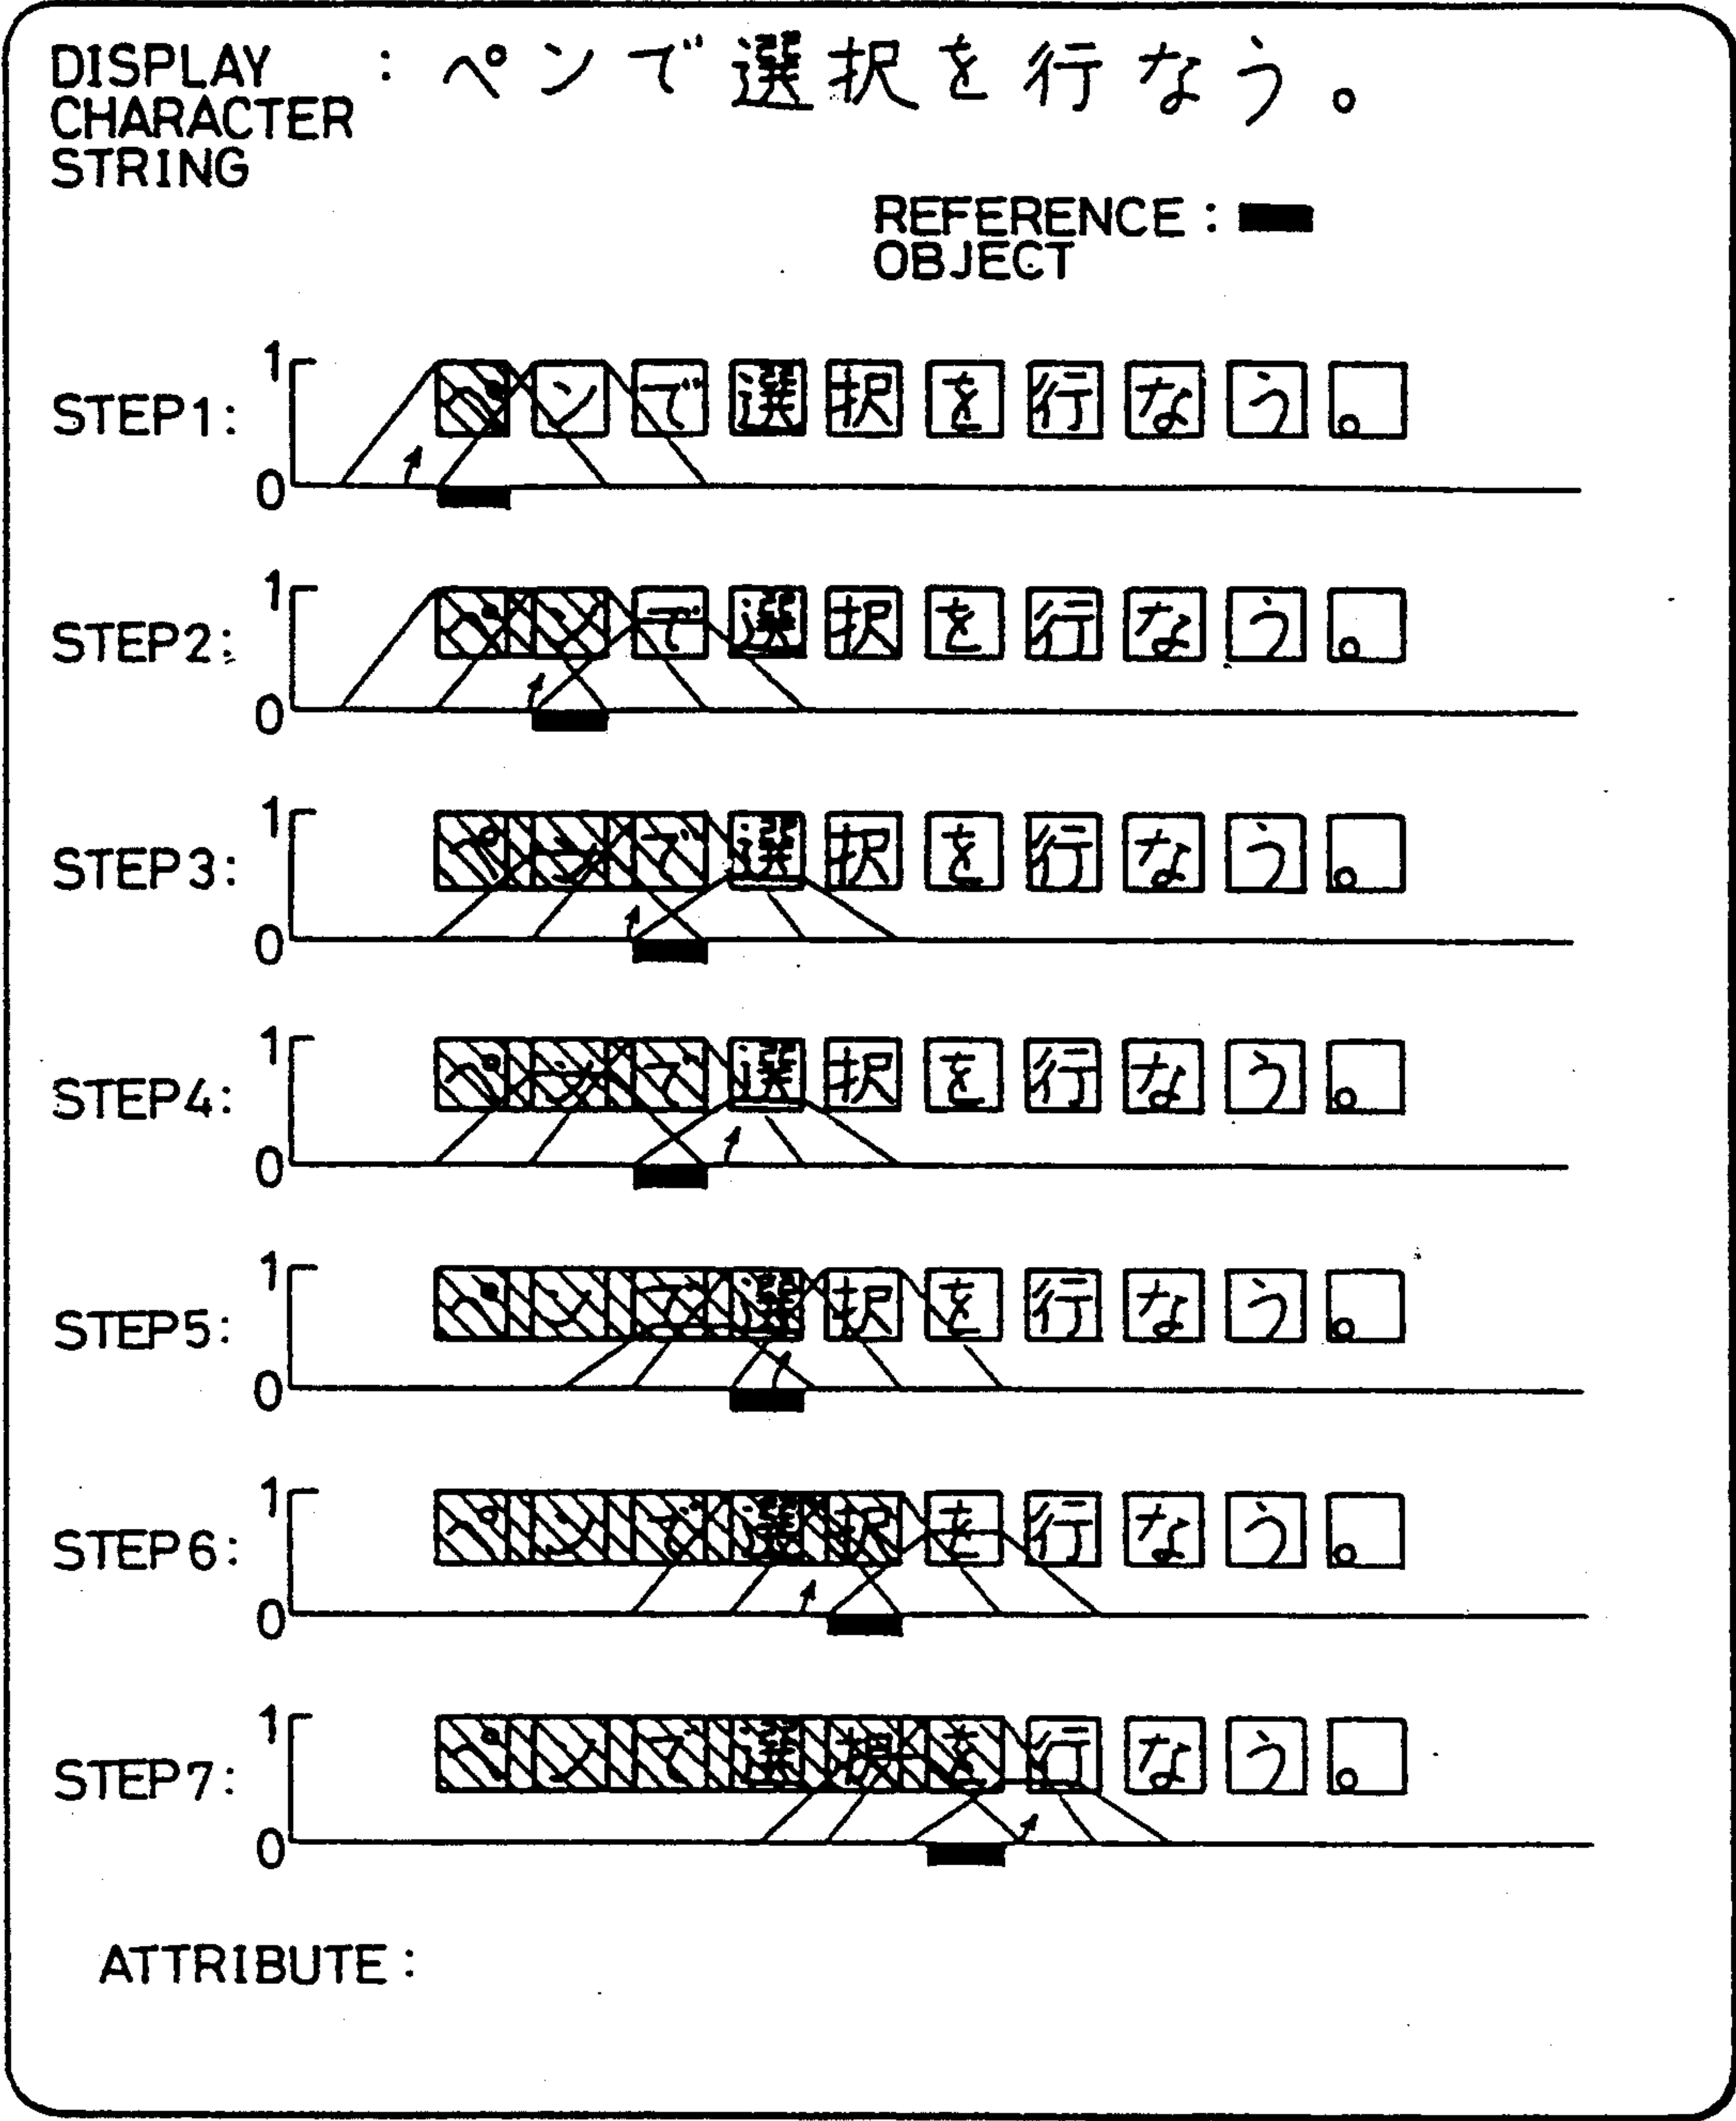 DISPLAY CHARACTER STRING : ペンで選択を行なう。
REFERENCE OBJECT :
1
STEP1: ペンで選択を行なう。
0
1
STEP2: ペンで選択を行なう。
0
1
STEP3: ペンで選択を行なう。
0
1
STEP4: ペンで選択を行なう。
0
1
STEP5: ペンで選択を行なう。
0
1
STEP6: ペンで選択を行なう。
0
1
STEP7: ペンで選択を行なう。
0
ATTRIBUTE :